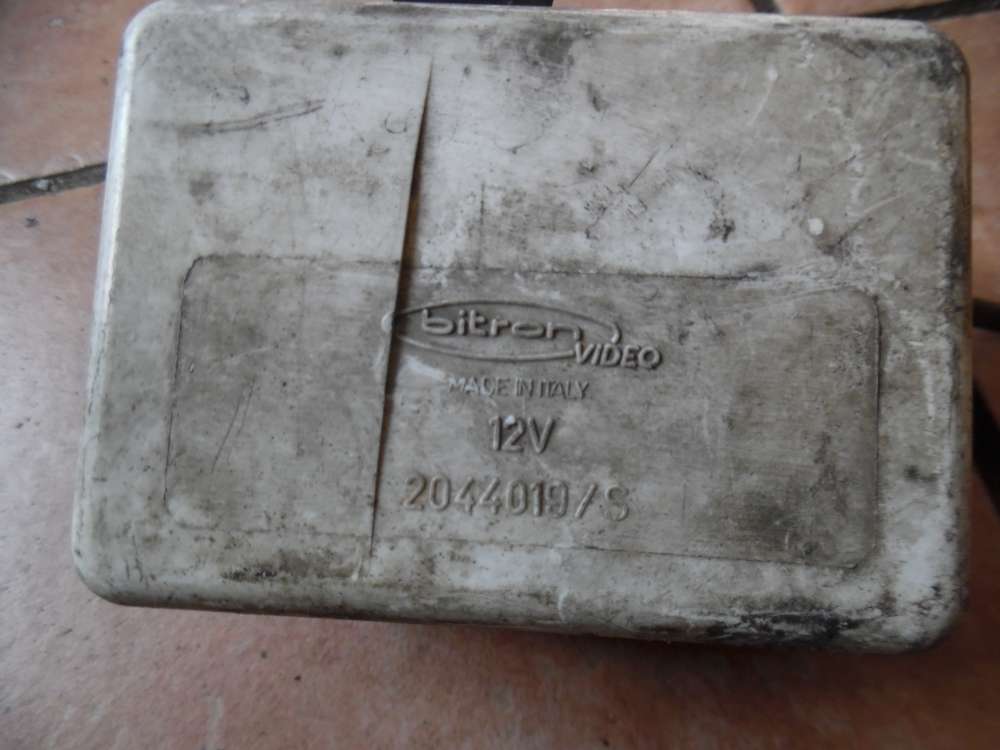 bitron
VIDEO
MADE IN ITALY
12V
2044019/S